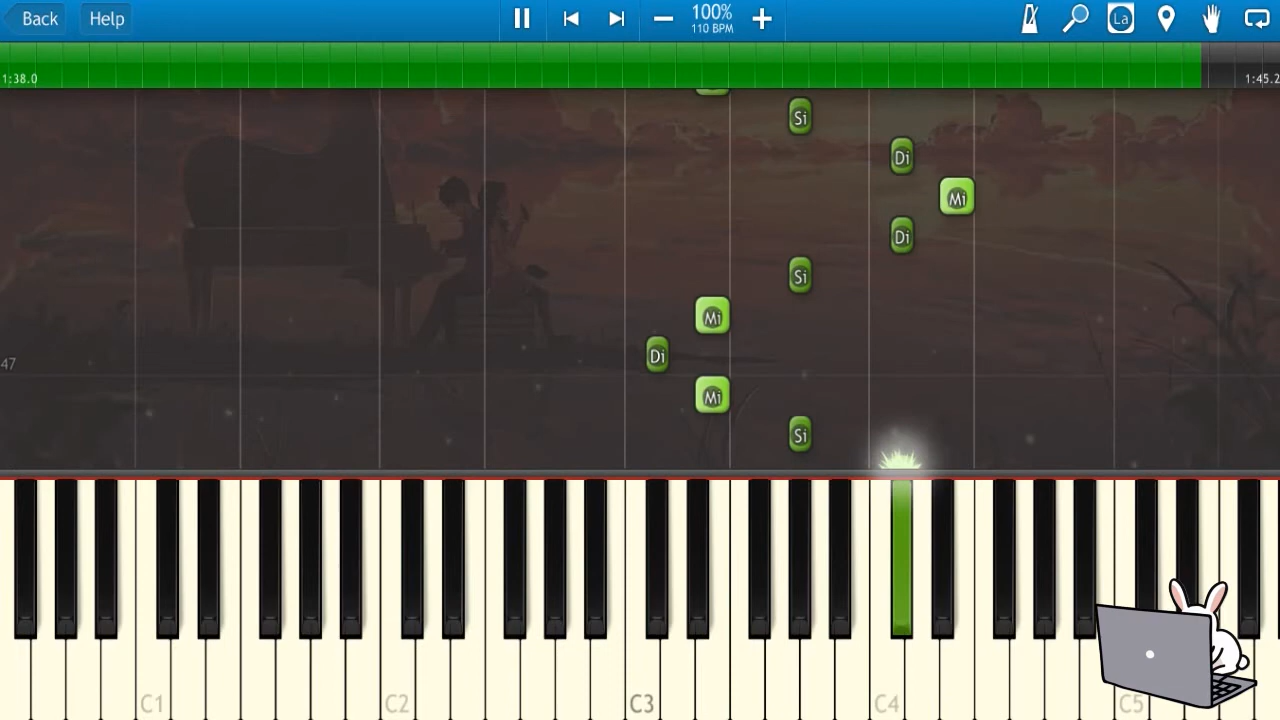 Back Help 100% La
110 BPM
1:38.0 1:45.2
Si
Di
Mi
Di
Si
Mi
Di
47
Mi
Si
C1 C2 C3 C4 C5